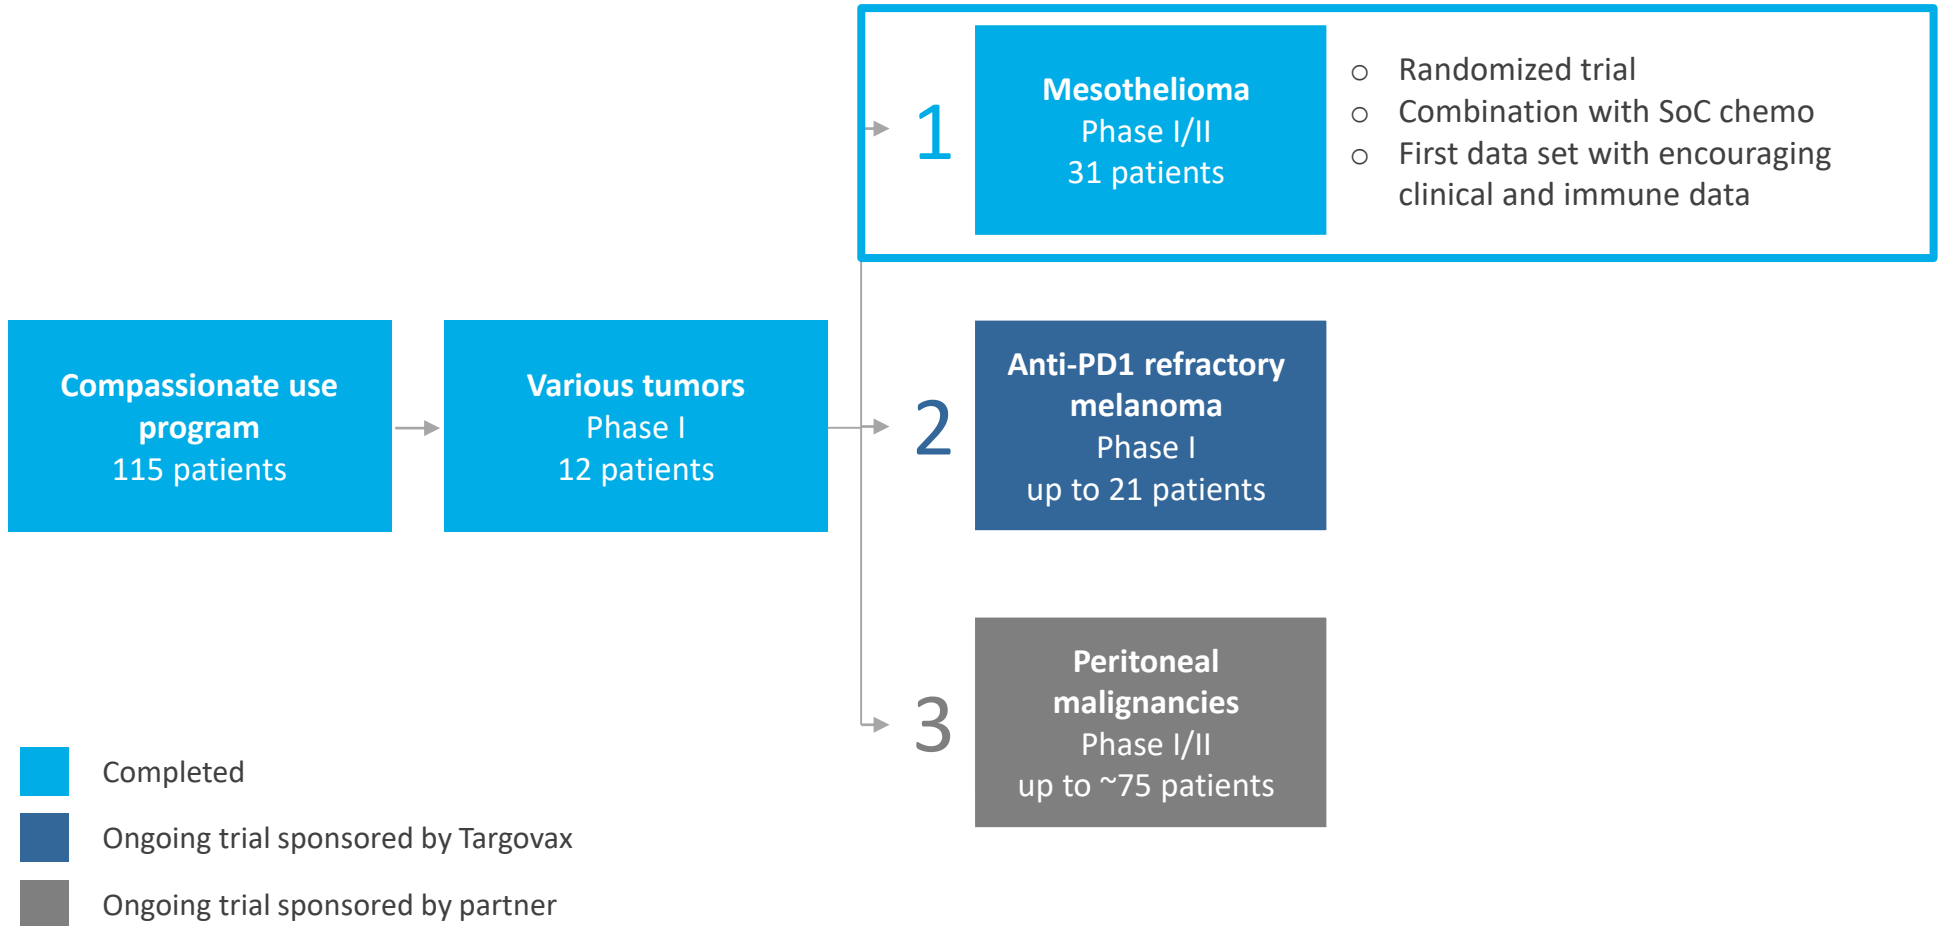 1
Mesothelioma
Phase I/II
31 patients
○ Randomized trial
○ Combination with SoC chemo
○ First data set with encouraging
clinical and immune data
Compassionate use
program
115 patients
Various tumors
Phase I
12 patients
2
Anti-PD1 refractory
melanoma
Phase I
up to 21 patients
3
Peritoneal
malignancies
Phase I/II
up to ~75 patients
Completed
Ongoing trial sponsored by Targovax
Ongoing trial sponsored by partner